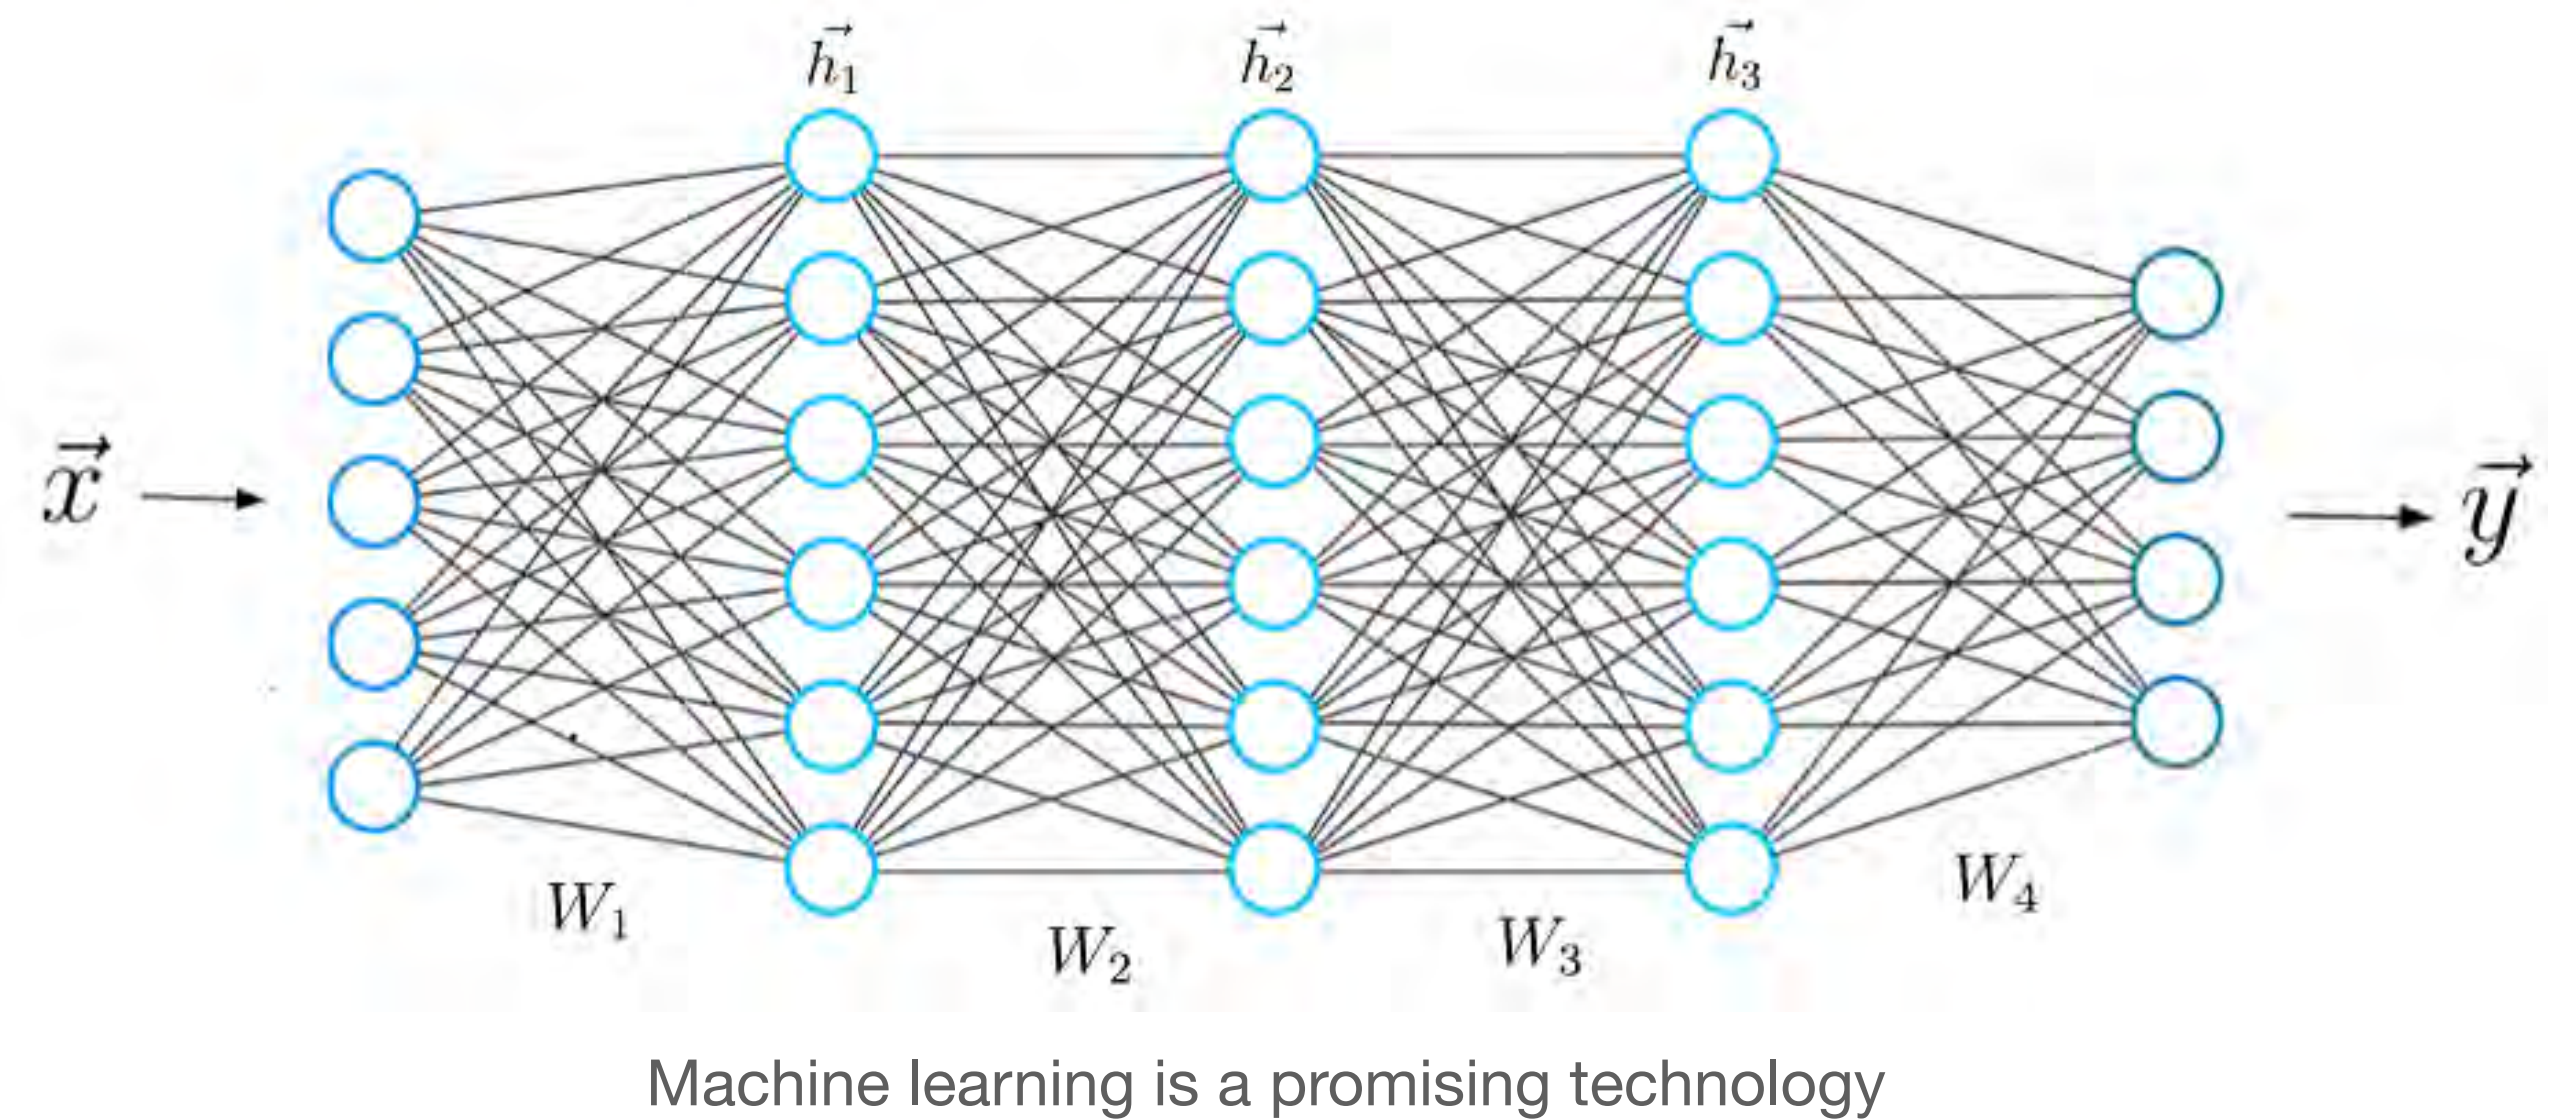 h⃗₁ h⃗₂ h⃗₃
x⃗ → → y⃗
W₁ W₂ W₃ W₄
Machine learning is a promising technology